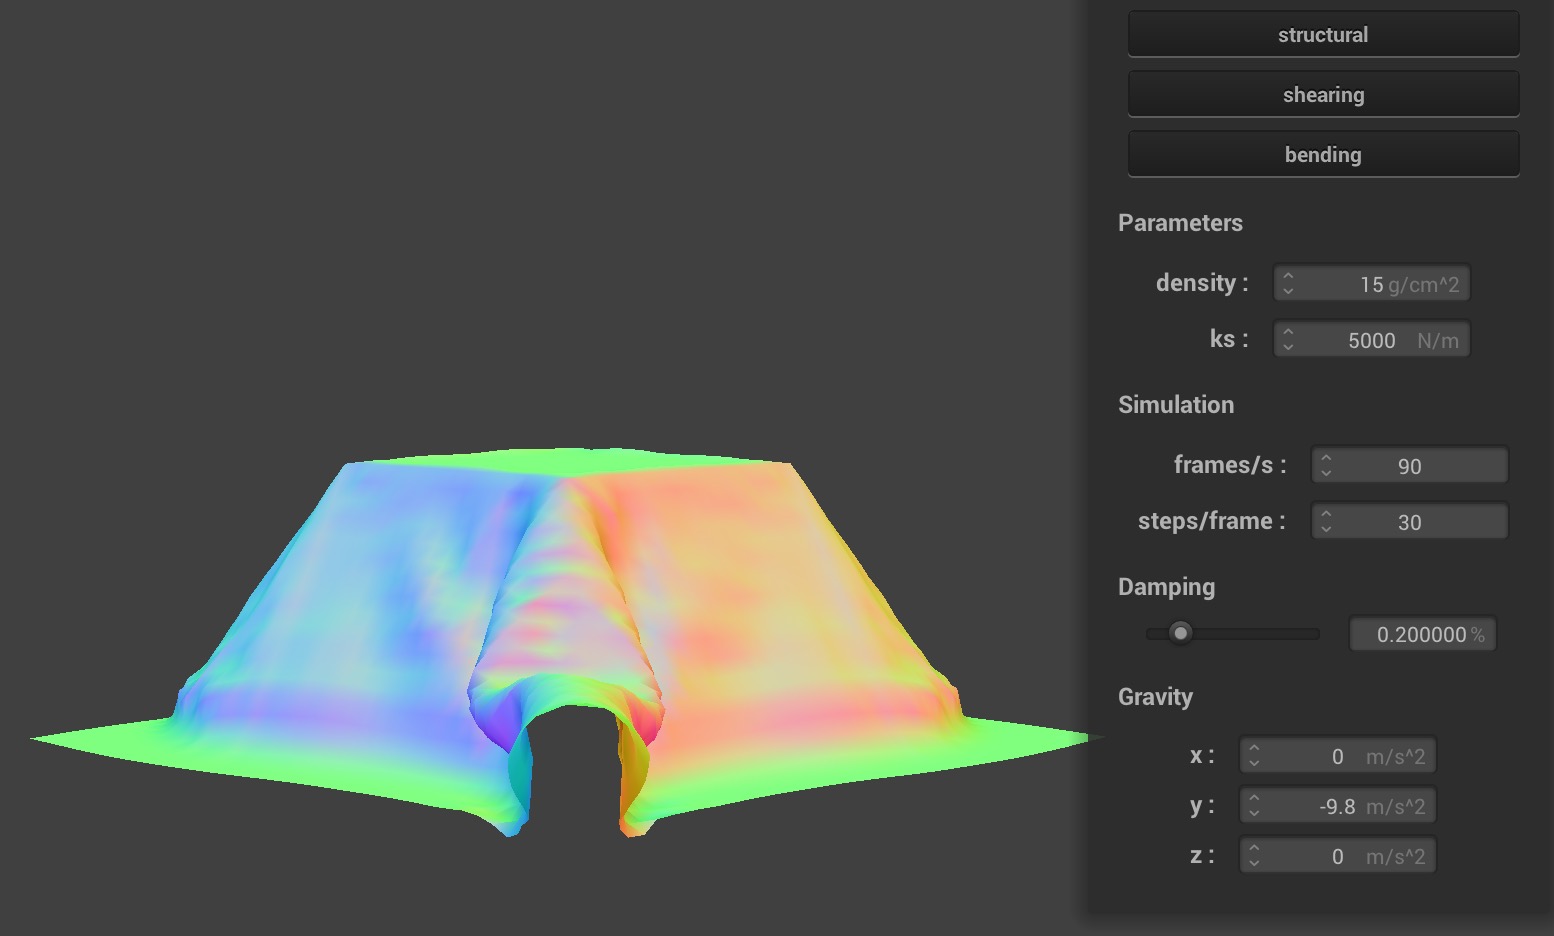 structural
shearing
bending
Parameters
density : 15 g/cm^2
ks : 5000 N/m
Simulation
frames/s : 90
steps/frame : 30
Damping
0.200000 %
Gravity
x : 0 m/s^2
y : -9.8 m/s^2
z : 0 m/s^2